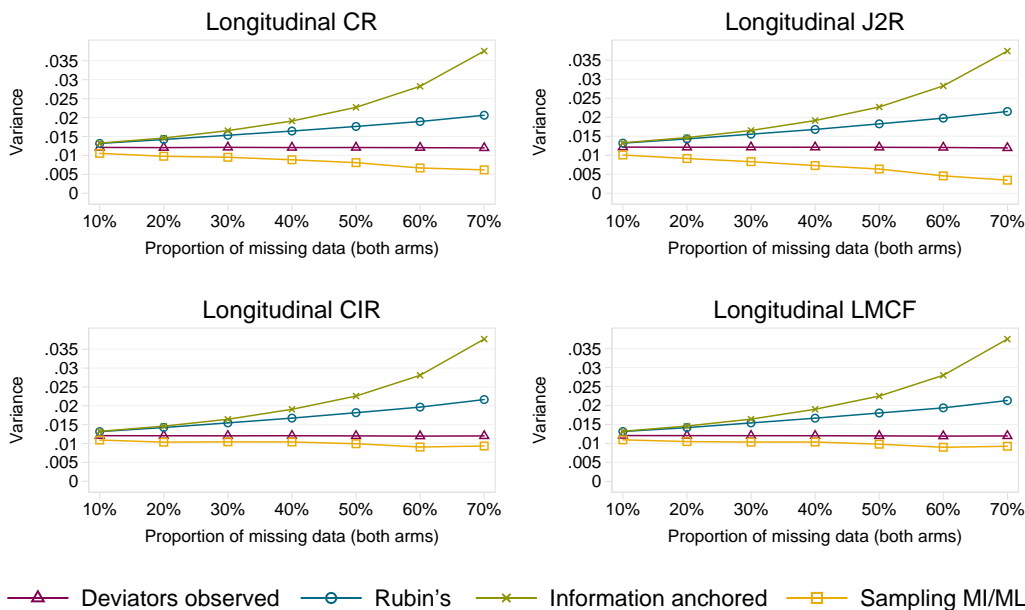 Longitudinal CR
Variance
.035
.03
.025
.02
.015
.01
.005
0
10% 20% 30% 40% 50% 60% 70%
Proportion of missing data (both arms)
Longitudinal J2R
Variance
.035
.03
.025
.02
.015
.01
.005
0
10% 20% 30% 40% 50% 60% 70%
Proportion of missing data (both arms)
Longitudinal CIR
Variance
.035
.03
.025
.02
.015
.01
.005
0
10% 20% 30% 40% 50% 60% 70%
Proportion of missing data (both arms)
Longitudinal LMCF
Variance
.035
.03
.025
.02
.015
.01
.005
0
10% 20% 30% 40% 50% 60% 70%
Proportion of missing data (both arms)
Deviators observed Rubin's Information anchored Sampling MI/ML